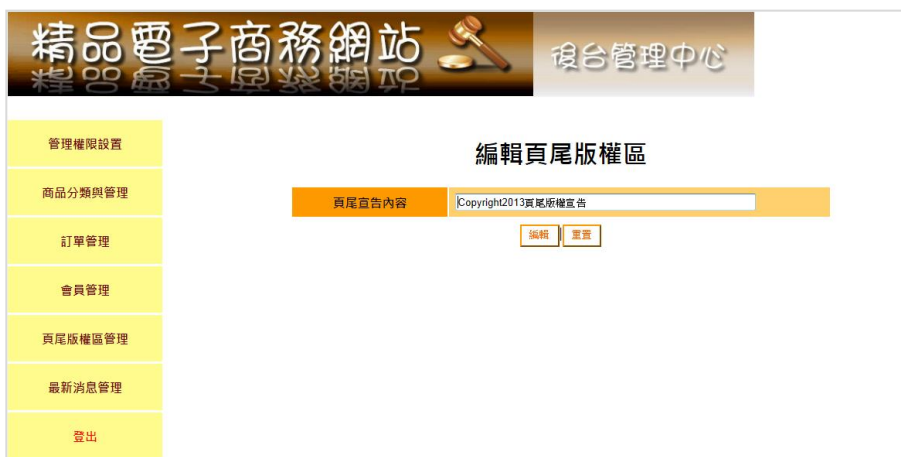 精品電子商務網站
後台管理中心
管理權限設置
商品分類與管理
訂單管理
會員管理
頁尾版權區管理
最新消息管理
登出
編輯頁尾版權區
頁尾宣告內容
Copyright2013頁尾版權宣告
編輯 | 重置